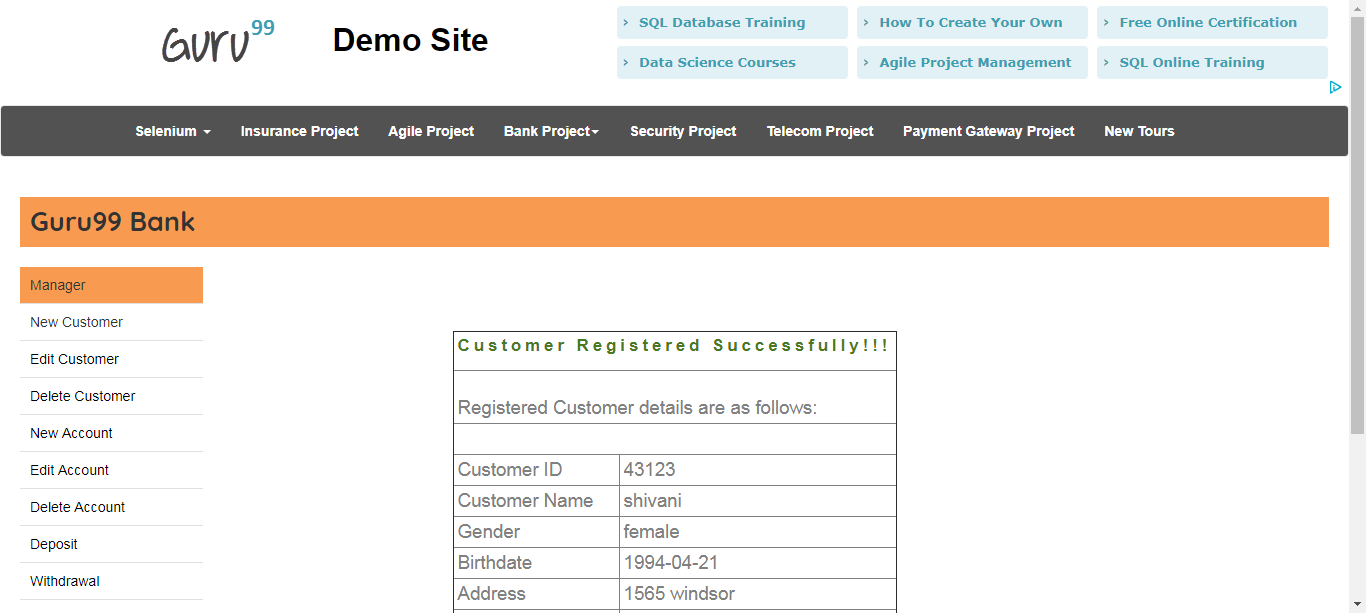 Guru99 Demo Site
› SQL Database Training › How To Create Your Own › Free Online Certification
› Data Science Courses › Agile Project Management › SQL Online Training
Selenium Insurance Project Agile Project Bank Project Security Project Telecom Project Payment Gateway Project New Tours
Guru99 Bank
Manager
New Customer
Edit Customer
Delete Customer
New Account
Edit Account
Delete Account
Deposit
Withdrawal
Customer Registered Successfully!!!
Registered Customer details are as follows:
Customer ID 43123
Customer Name shivani
Gender female
Birthdate 1994-04-21
Address 1565 windsor